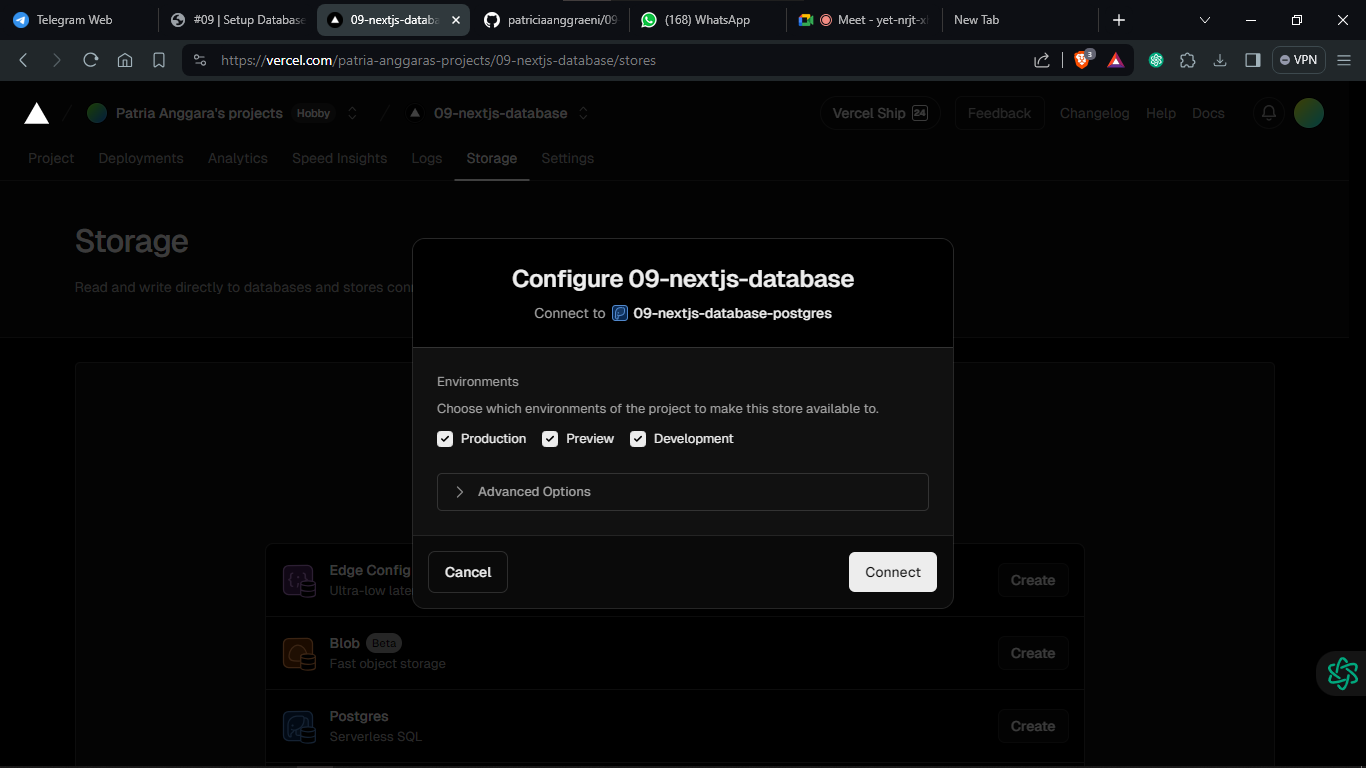 Telegram Web
#09 | Setup Database
09-nextjs-databa
patriciaanggraeni/09-
(168) WhatsApp
Meet - yet-nrjt-x
New Tab
https://vercel.com/patria-anggaras-projects/09-nextjs-database/stores
3
VPN
Patria Anggara's projects Hobby
09-nextjs-database
Vercel Ship 24
Feedback
Changelog
Help
Docs
Project
Deployments
Analytics
Speed Insights
Logs
Storage
Settings
Storage
Read and write directly to databases and stores con
Configure 09-nextjs-database
Connect to 09-nextjs-database-postgres
Environments
Choose which environments of the project to make this store available to.
Production
Preview
Development
Advanced Options
Cancel
Connect
Edge Config
Ultra-low late
Create
Blob Beta
Fast object storage
Create
Postgres
Serverless SQL
Create